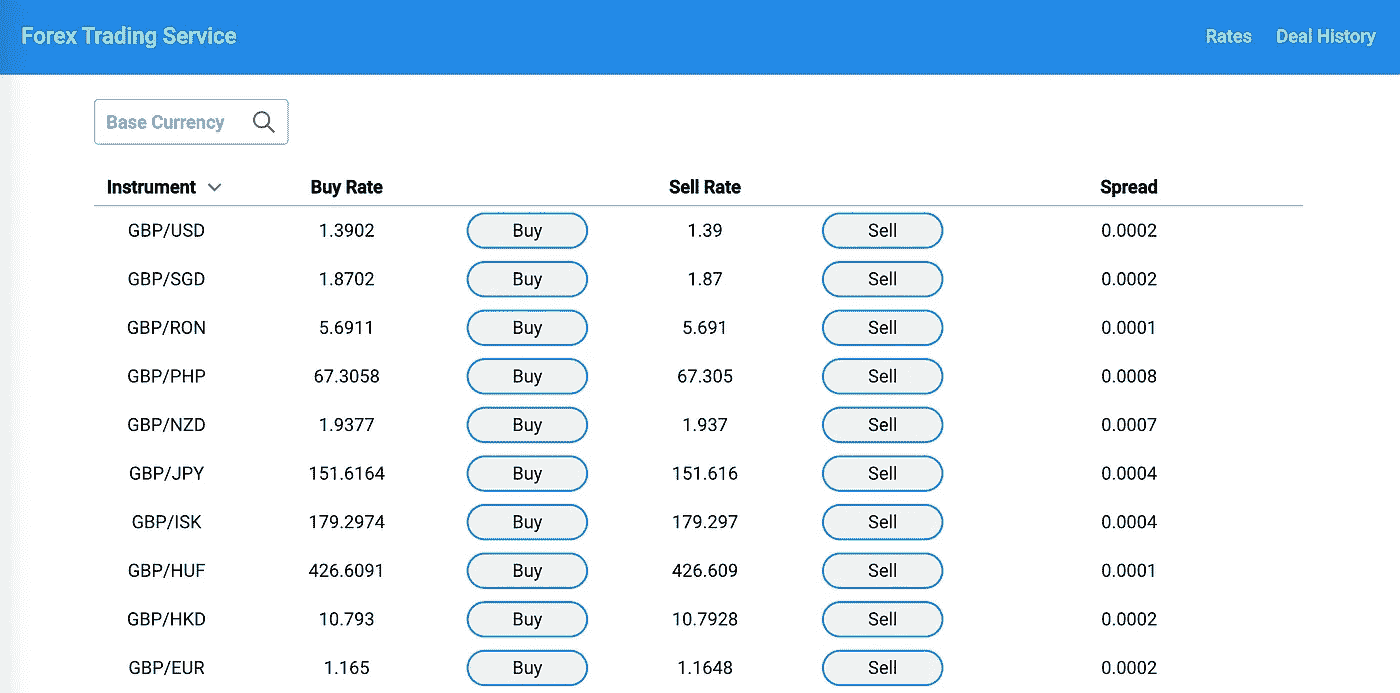 Forex Trading Service Rates Deal History
Base Currency
Instrument Buy Rate Sell Rate Spread
GBP/USD 1.3902 Buy 1.39 Sell 0.0002
GBP/SGD 1.8702 Buy 1.87 Sell 0.0002
GBP/RON 5.6911 Buy 5.691 Sell 0.0001
GBP/PHP 67.3058 Buy 67.305 Sell 0.0008
GBP/NZD 1.9377 Buy 1.937 Sell 0.0007
GBP/JPY 151.6164 Buy 151.616 Sell 0.0004
GBP/ISK 179.2974 Buy 179.297 Sell 0.0004
GBP/HUF 426.6091 Buy 426.609 Sell 0.0001
GBP/HKD 10.793 Buy 10.7928 Sell 0.0002
GBP/EUR 1.165 Buy 1.1648 Sell 0.0002